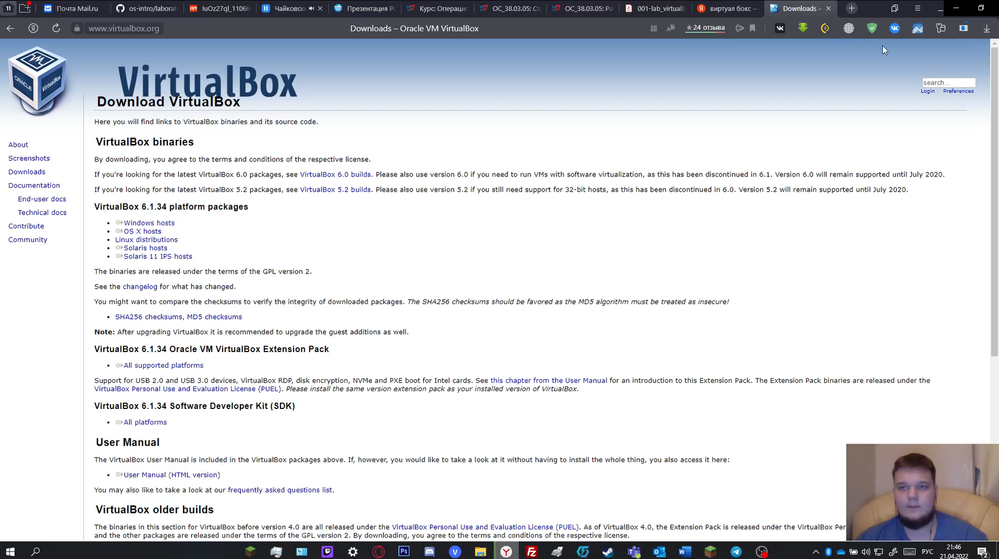 11
Почта Mail.ru
os-intro/laborat
IuOz27ql_11066
Чайковски
Презентация Рс
Курс: Операцис
ОС_38.03.05: Ст
ОС_38.03.05: Ра
001-lab_virtualb
виртуал бокс —
Downloads –
www.virtualbox.org
Downloads – Oracle VM VirtualBox
★24 отзыва
ORACLE
VirtualBox
VirtualBox
search...
Login Preferences
Download VirtualBox
Here you will find links to VirtualBox binaries and its source code.
About
Screenshots
Downloads
Documentation
End-user docs
Technical docs
Contribute
Community
VirtualBox binaries
By downloading, you agree to the terms and conditions of the respective license.
If you're looking for the latest VirtualBox 6.0 packages, see VirtualBox 6.0 builds. Please also use version 6.0 if you need to run VMs with software virtualization, as this has been discontinued in 6.1. Version 6.0 will remain supported until July 2020.
If you're looking for the latest VirtualBox 5.2 packages, see VirtualBox 5.2 builds. Please also use version 5.2 if you still need support for 32-bit hosts, as this has been discontinued in 6.0. Version 5.2 will remain supported until July 2020.
VirtualBox 6.1.34 platform packages
• Windows hosts
• OS X hosts
• Linux distributions
• Solaris hosts
• Solaris 11 IPS hosts
The binaries are released under the terms of the GPL version 2.
See the changelog for what has changed.
You might want to compare the checksums to verify the integrity of downloaded packages. The SHA256 checksums should be favored as the MD5 algorithm must be treated as insecure!
• SHA256 checksums, MD5 checksums
Note: After upgrading VirtualBox it is recommended to upgrade the guest additions as well.
VirtualBox 6.1.34 Oracle VM VirtualBox Extension Pack
• All supported platforms
Support for USB 2.0 and USB 3.0 devices, VirtualBox RDP, disk encryption, NVMe and PXE boot for Intel cards. See this chapter from the User Manual for an introduction to this Extension Pack. The Extension Pack binaries are released under the
VirtualBox Personal Use and Evaluation License (PUEL). Please install the same version extension pack as your installed version of VirtualBox.
VirtualBox 6.1.34 Software Developer Kit (SDK)
• All platforms
User Manual
The VirtualBox User Manual is included in the VirtualBox packages above. If, however, you would like to take a look at it without having to install the whole thing, you also access it here:
• User Manual (HTML version)
You may also like to take a look at our frequently asked questions list.
VirtualBox older builds
The binaries in this section for VirtualBox before version 4.0 are all released under the VirtualBox Personal Use and Evaluation License (PUEL). As of VirtualBox 4.0, the Extension Pack is released under the VirtualBox Per
and the other packages are released under the terms of the GPL version 2. By downloading, you agree to the terms and conditions of the respective license.
РУС
21:46
21.04.2022
2